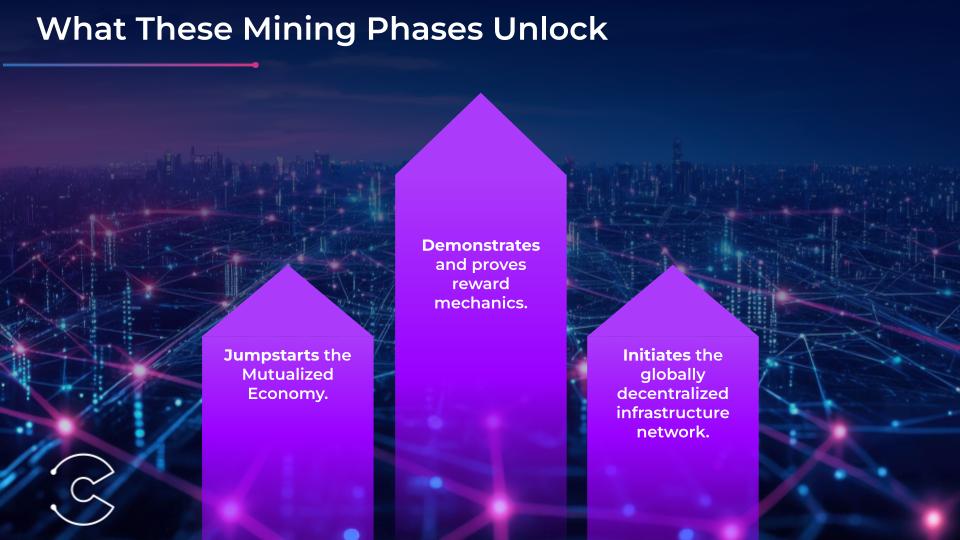 What These Mining Phases Unlock
Jumpstarts the
Mutualized
Economy.
Demonstrates
and proves
reward
mechanics.
Initiates the
globally
decentralized
infrastructure
network.